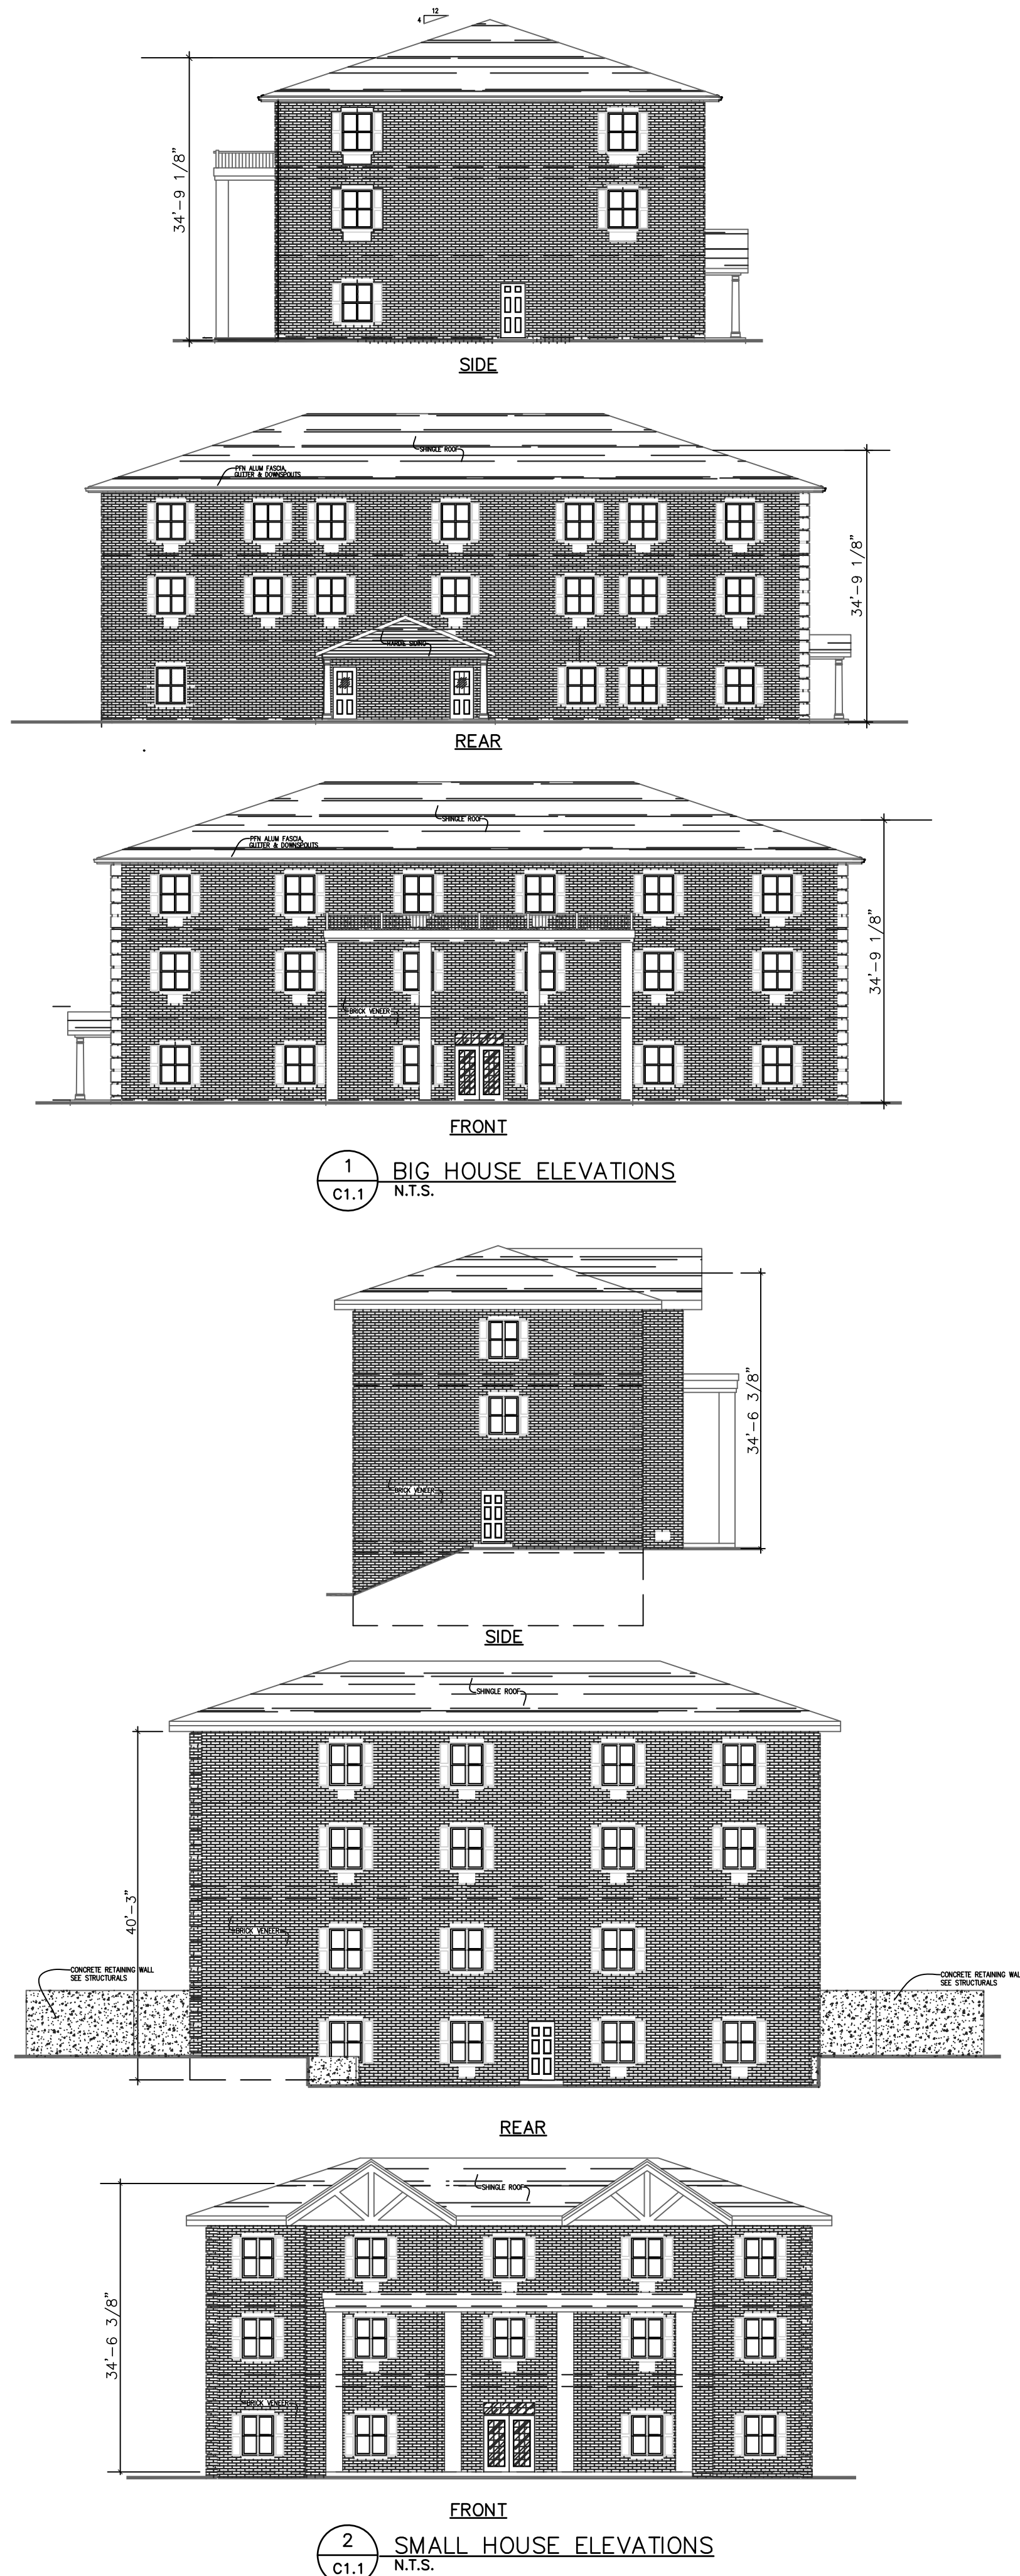 12
4
34'-9 1/8"
SIDE
SHINGLE ROOF
PFN ALUM FASCIA,
GUTTER & DOWNSPOUTS
34'-9 1/8"
HARDIE SIDING
REAR
SHINGLE ROOF
PFN ALUM FASCIA,
GUTTER & DOWNSPOUTS
34'-9 1/8"
BRICK VENEER
FRONT
1
C1.1
BIG HOUSE ELEVATIONS
N.T.S.
34'-6 3/8"
BRICK VENEER
SIDE
SHINGLE ROOF
40'-3"
BRICK VENEER
CONCRETE RETAINING WALL
SEE STRUCTURALS
CONCRETE RETAINING WAL
SEE STRUCTURALS
REAR
SHINGLE ROOF
34'-6 3/8"
BRICK VENEER
FRONT
2
C1.1
SMALL HOUSE ELEVATIONS
N.T.S.